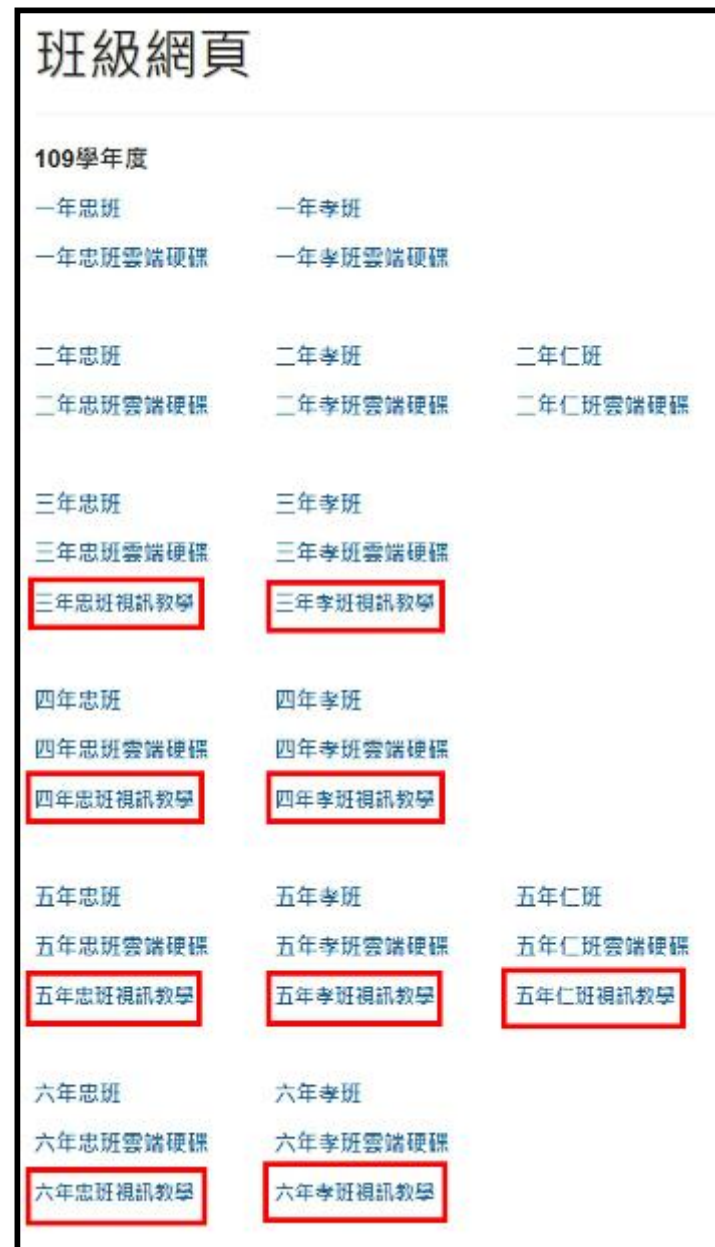 班級網頁
109學年度
一年忠班 一年孝班
一年忠班雲端硬碟 一年孝班雲端硬碟
二年忠班 二年孝班 二年仁班
二年忠班雲端硬碟 二年孝班雲端硬碟 二年仁班雲端硬碟
三年忠班 三年孝班
三年忠班雲端硬碟 三年孝班雲端硬碟
三年忠班視訊教學 三年孝班視訊教學
四年忠班 四年孝班
四年忠班雲端硬碟 四年孝班雲端硬碟
四年忠班視訊教學 四年孝班視訊教學
五年忠班 五年孝班 五年仁班
五年忠班雲端硬碟 五年孝班雲端硬碟 五年仁班雲端硬碟
五年忠班視訊教學 五年孝班視訊教學 五年仁班視訊教學
六年忠班 六年孝班
六年忠班雲端硬碟 六年孝班雲端硬碟
六年忠班視訊教學 六年孝班視訊教學